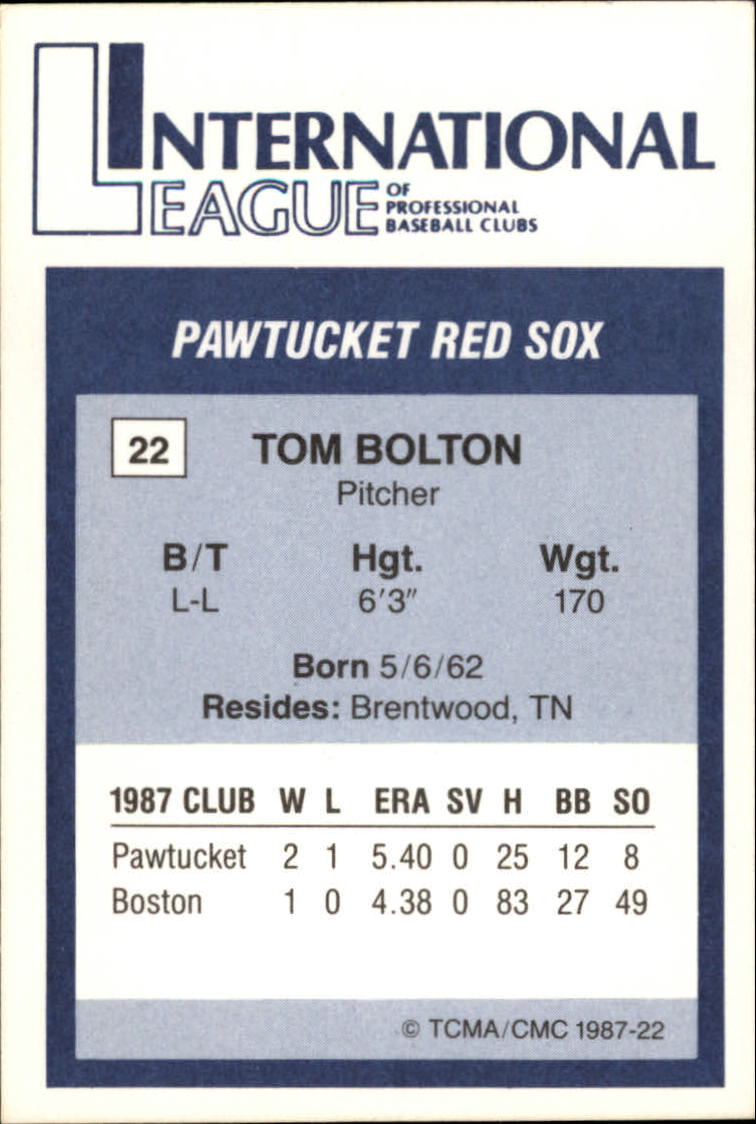 INTERNATIONAL
LEAGUE OF
PROFESSIONAL
BASEBALL CLUBS
PAWTUCKET RED SOX
22 TOM BOLTON
Pitcher
B/T Hgt. Wgt.
L-L 6'3" 170
Born 5/6/62
Resides: Brentwood, TN
1987 CLUB W L ERA SV H BB SO
Pawtucket 2 1 5.40 0 25 12 8
Boston 1 0 4.38 0 83 27 49
© TCMA/CMC 1987-22